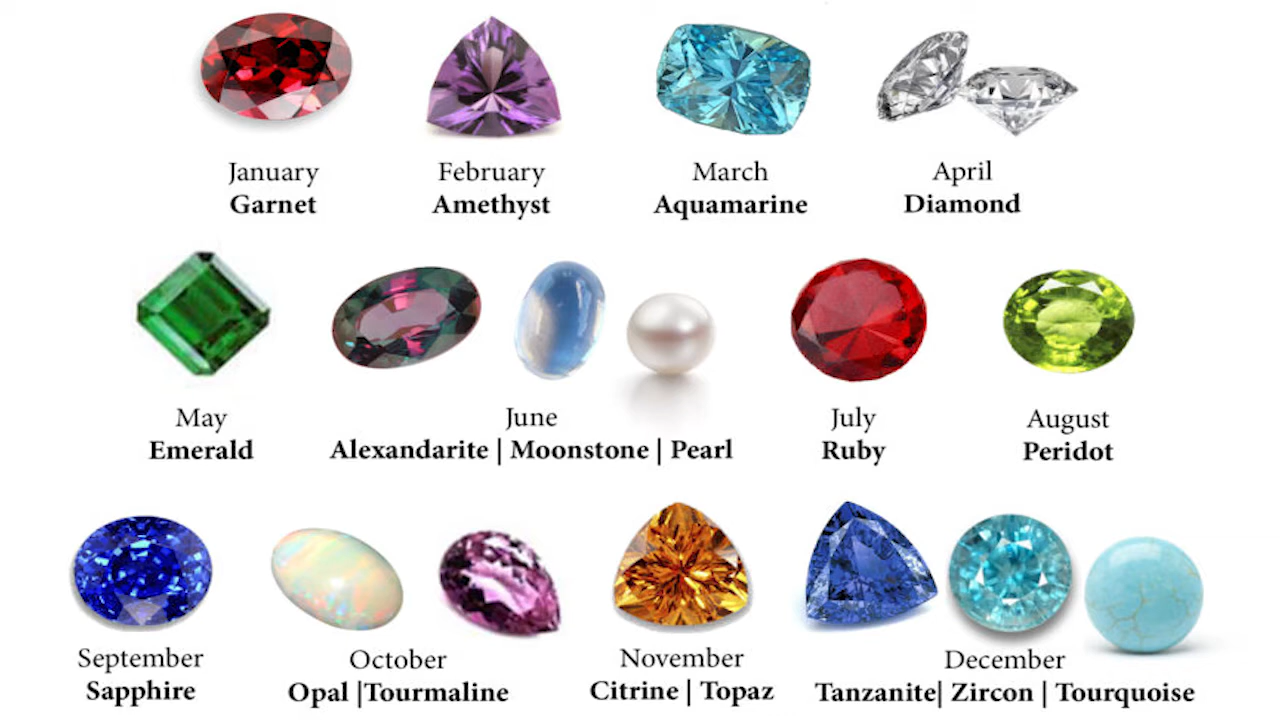 January
Garnet
February
Amethyst
March
Aquamarine
April
Diamond
May
Emerald
June
Alexandarite | Moonstone | Pearl
July
Ruby
August
Peridot
September
Sapphire
October
Opal |Tourmaline
November
Citrine | Topaz
December
Tanzanite| Zircon | Tourquoise